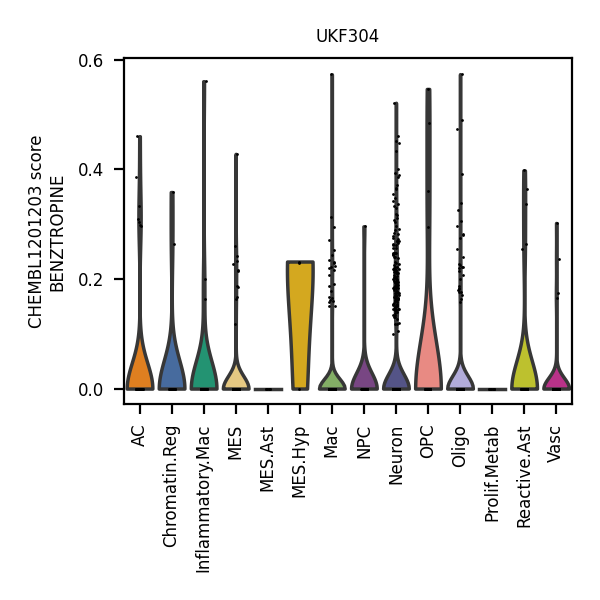 UKF304
CHEMBL1201203 score
BENZTROPINE
0.6
0.4
0.2
0.0
AC
Chromatin.Reg
Inflammatory.Mac
MES
MES.Ast
MES.Hyp
Mac
NPC
Neuron
OPC
Oligo
Prolif.Metab
Reactive.Ast
Vasc